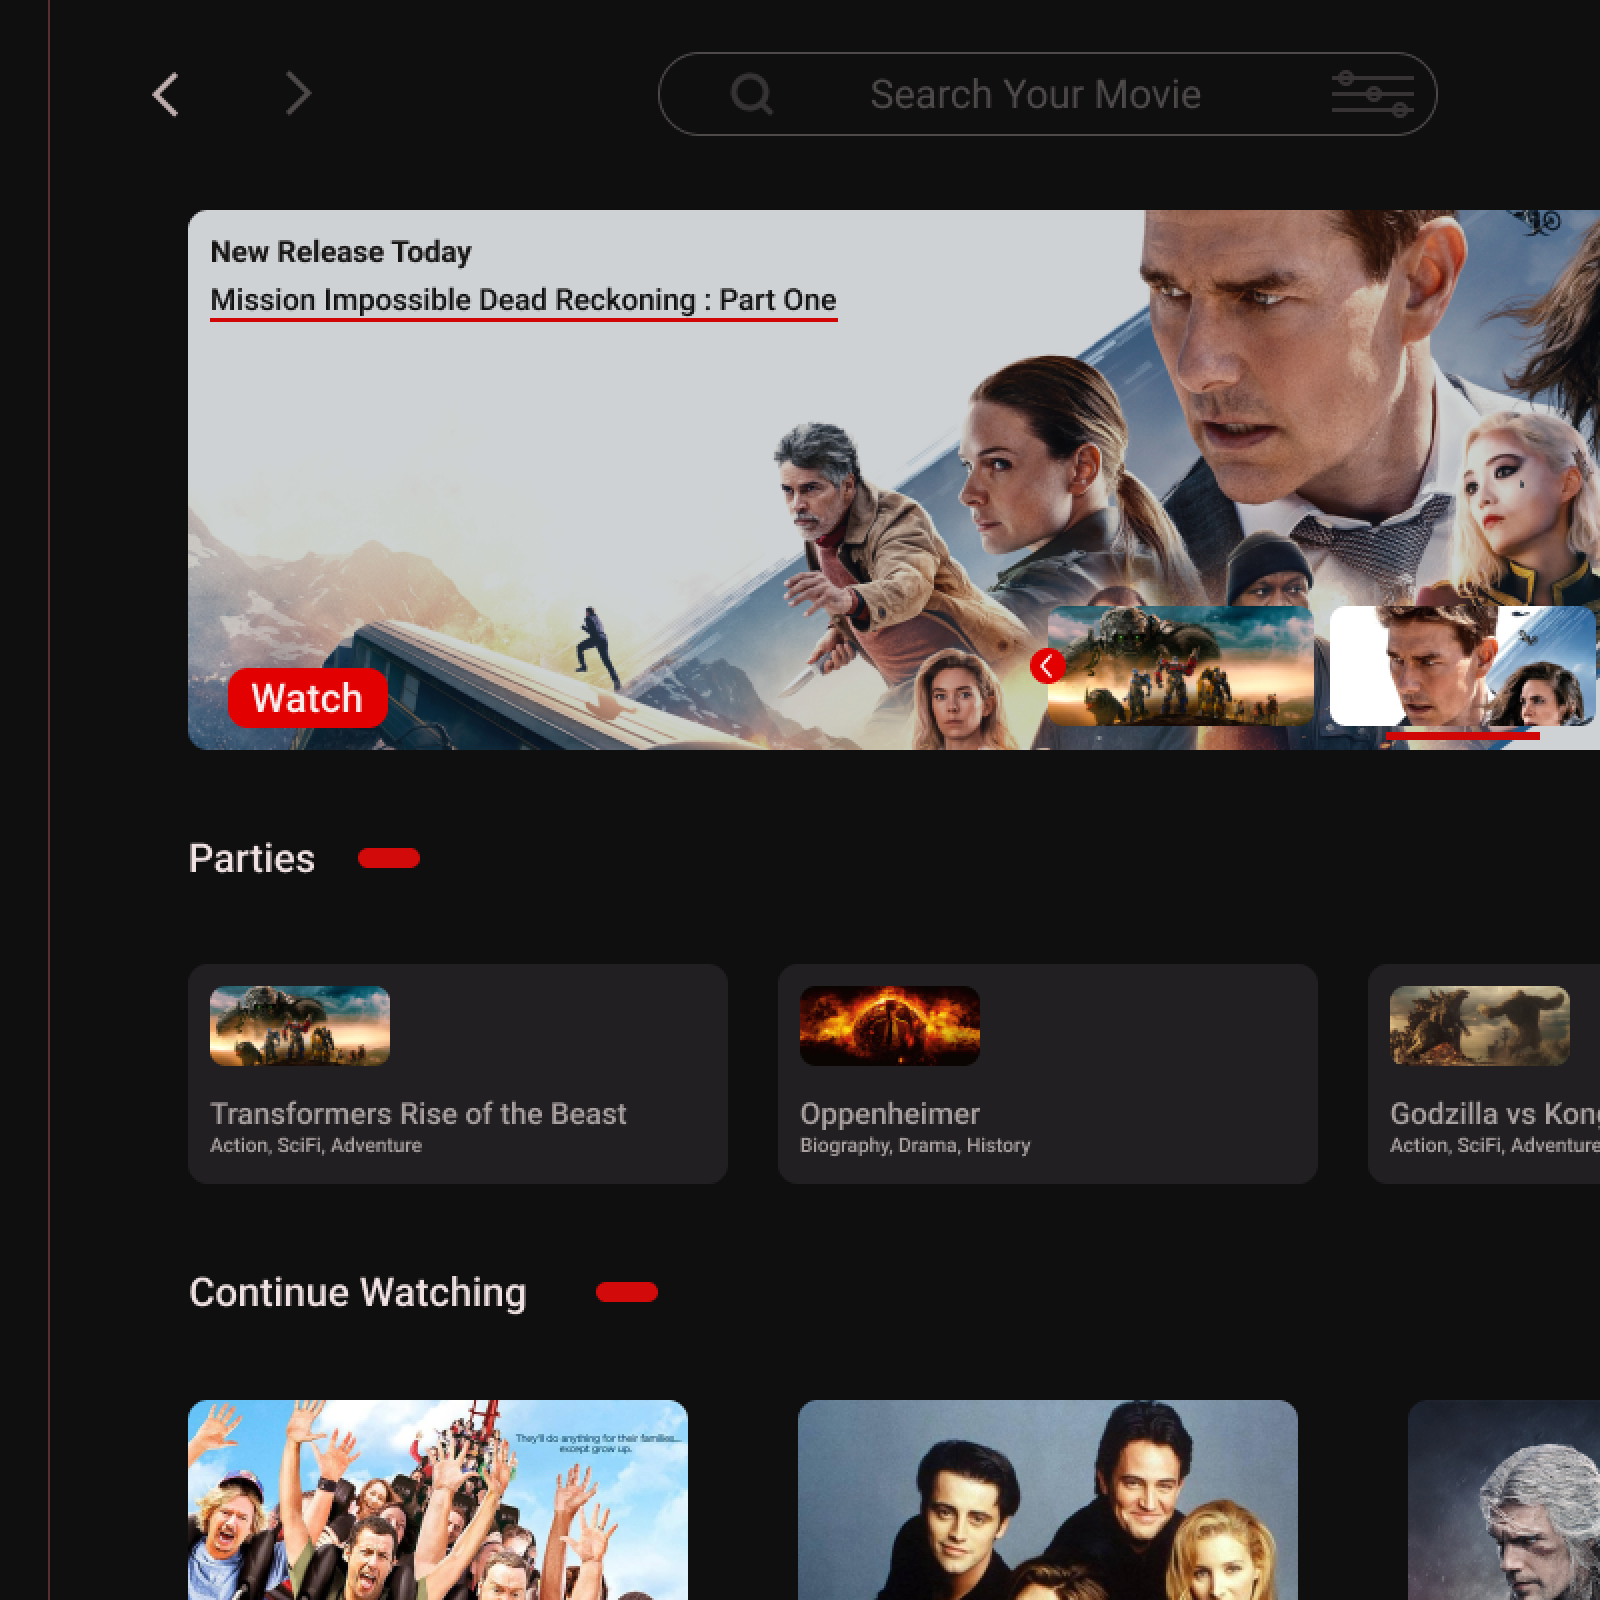 Search Your Movie
New Release Today
Mission Impossible Dead Reckoning : Part One
Watch
Parties
Transformers Rise of the Beast
Action, SciFi, Adventure
Oppenheimer
Biography, Drama, History
Godzilla vs Kong
Action, SciFi, Adventure
Continue Watching
They'll do anything for their families...
except grow up.